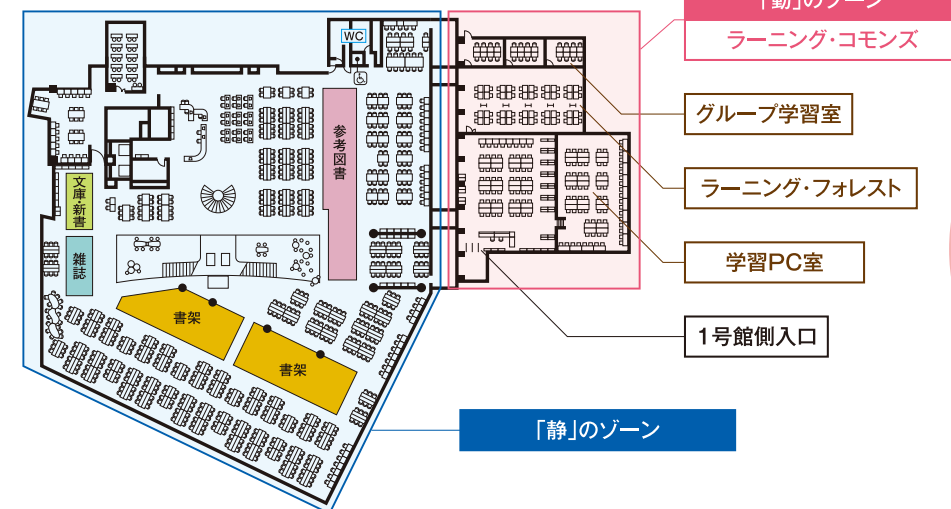 「動」のゾーン
ラーニング・コモンズ
WC
グループ学習室
参考図書
ラーニング・フォレスト
文庫・新書
雑誌
学習PC室
書架
1号館側入口
書架
「静」のゾーン